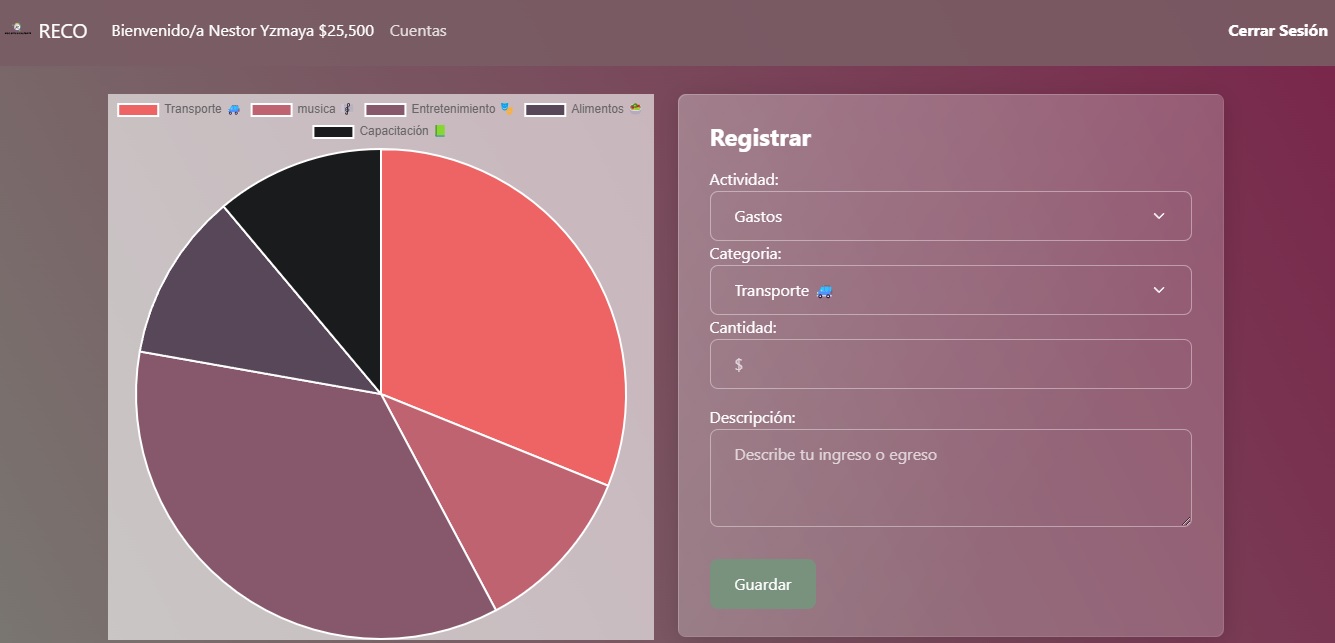 RECO Bienvenido/a Nestor Yzmaya $25,500 Cuentas Cerrar Sesión
Transporte 🚙 musica 🎼 Entretenimiento 🎭 Alimentos 🥗
Capacitación 📗
Registrar
Actividad:
Gastos
Categoria:
Transporte 🚙
Cantidad:
$
Descripción:
Describe tu ingreso o egreso
Guardar